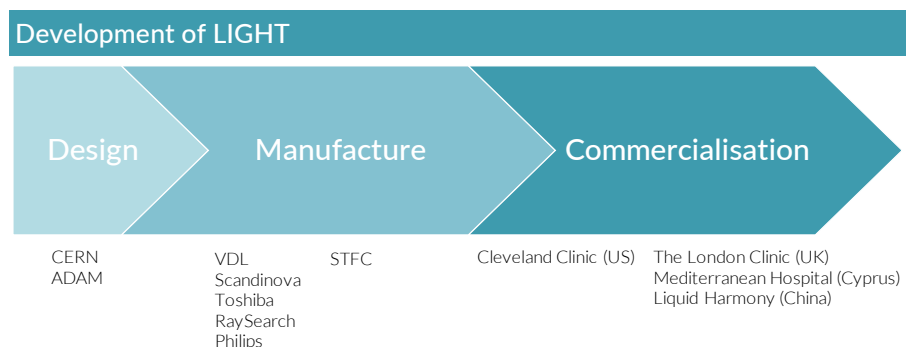 Development of LIGHT
Design
Manufacture
Commercialisation
CERN
ADAM
VDL
Scandinova
Toshiba
RaySearch
Philips
STFC
Cleveland Clinic (US)
The London Clinic (UK)
Mediterranean Hospital (Cyprus)
Liquid Harmony (China)